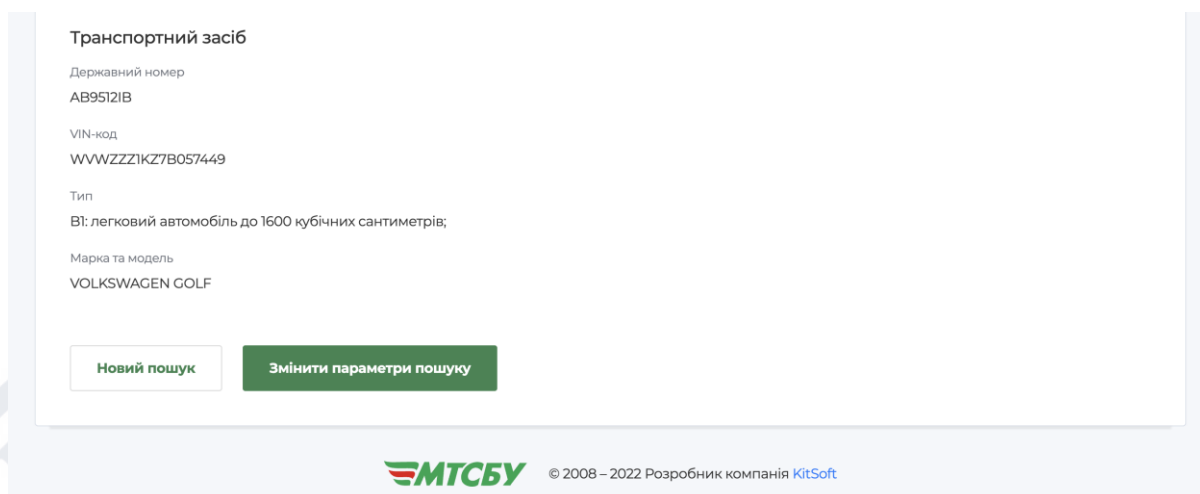 Транспортний засіб
Державний номер
AB9512IB
VIN-код
WVWZZZ1KZ7B057449
Тип
B1: легковий автомобіль до 1600 кубічних сантиметрів;
Марка та модель
VOLKSWAGEN GOLF
Новий пошук Змінити параметри пошуку
МТСБУ © 2008 – 2022 Розробник компанія KitSoft